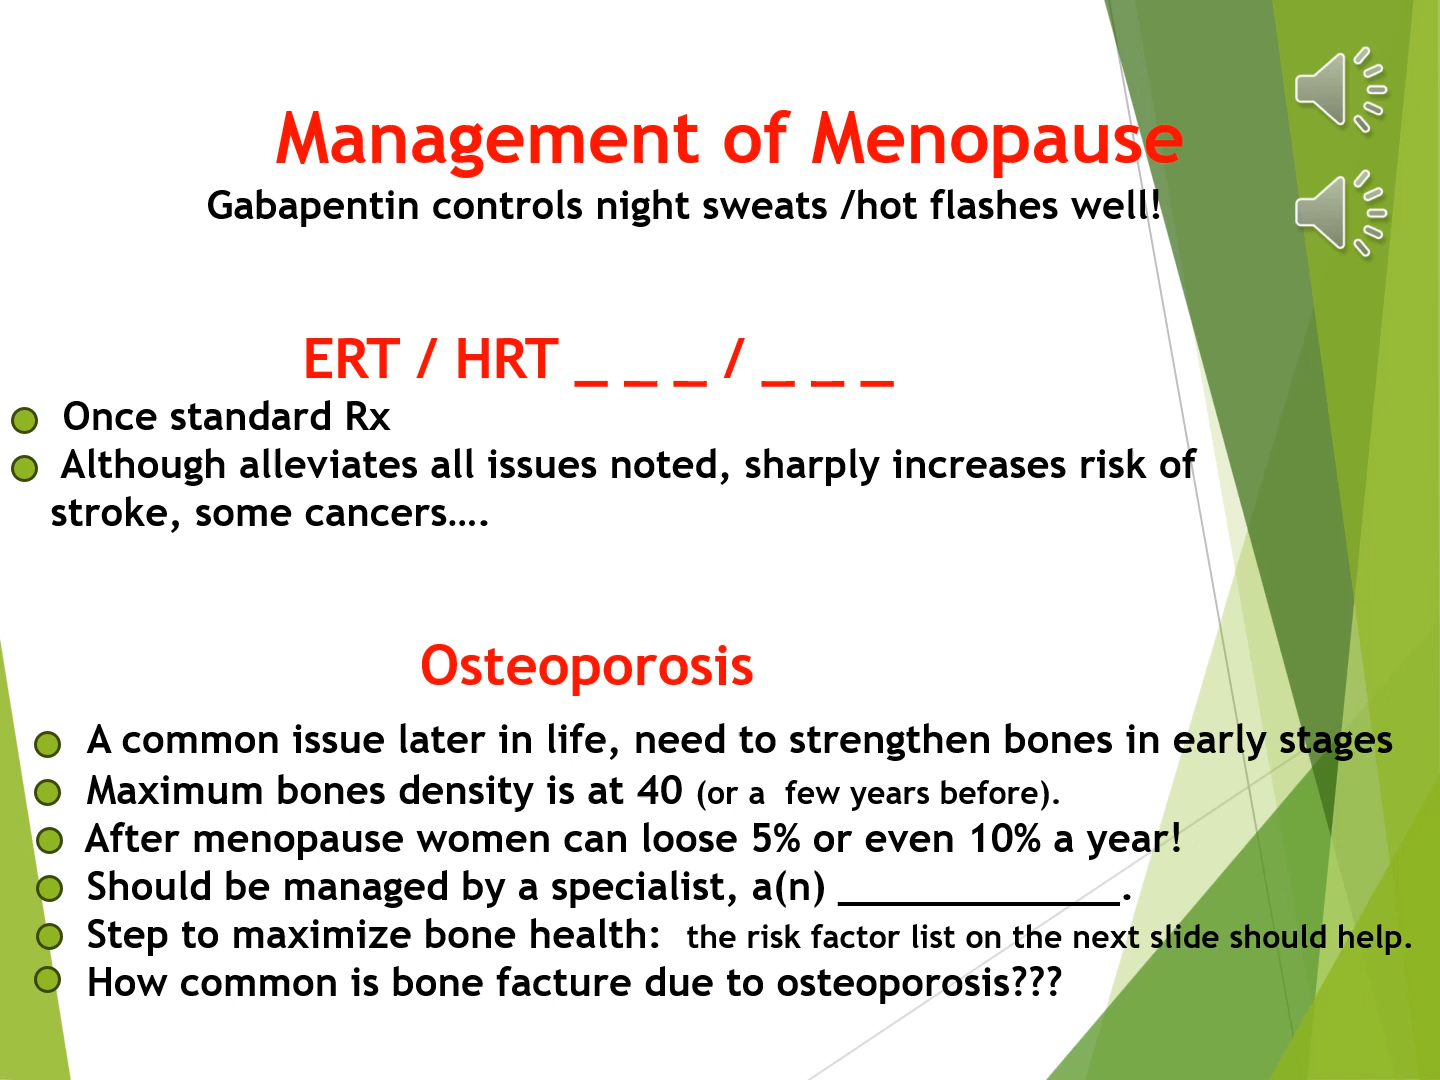 Management of Menopause
Gabapentin controls night sweats /hot flashes well!
ERT / HRT _ _ _ / _ _ _
Once standard Rx
Although alleviates all issues noted, sharply increases risk of
stroke, some cancers….
Osteoporosis
A common issue later in life, need to strengthen bones in early stages
Maximum bones density is at 40 (or a few years before).
After menopause women can loose 5% or even 10% a year!
Should be managed by a specialist, a(n) _____________.
Step to maximize bone health: the risk factor list on the next slide should help.
How common is bone facture due to osteoporosis???